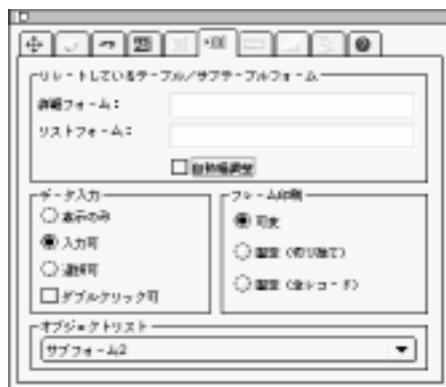 リレートしているテーブル/サブテーブルフォーム
詳細フォーム:
リストフォーム:
自動幅調整
データ入力
表示のみ
入力可
選択可
ダブルクリック可
フレーム印刷
可変
固定 (切り捨て)
固定 (全レコード)
オブジェクトリスト
サブフォーム2